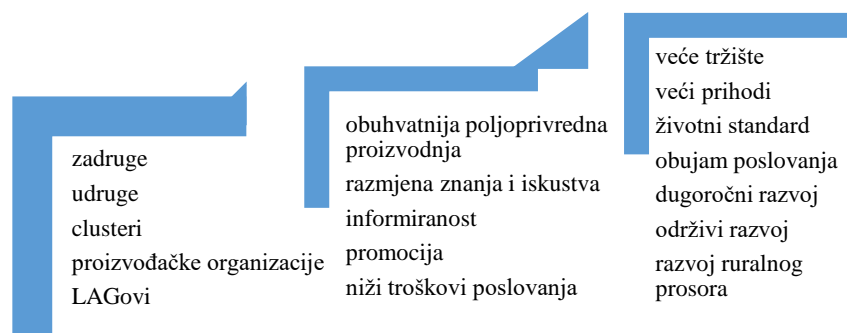 zadruge
udruge
clusteri
proizvođačke organizacije
LAGovi
obuhvatnija poljoprivredna
proizvodnja
razmjena znanja i iskustva
informiranost
promocija
niži troškovi poslovanja
veće tržište
veći prihodi
životni standard
obujam poslovanja
dugoročni razvoj
održivi razvoj
razvoj ruralnog
prosora